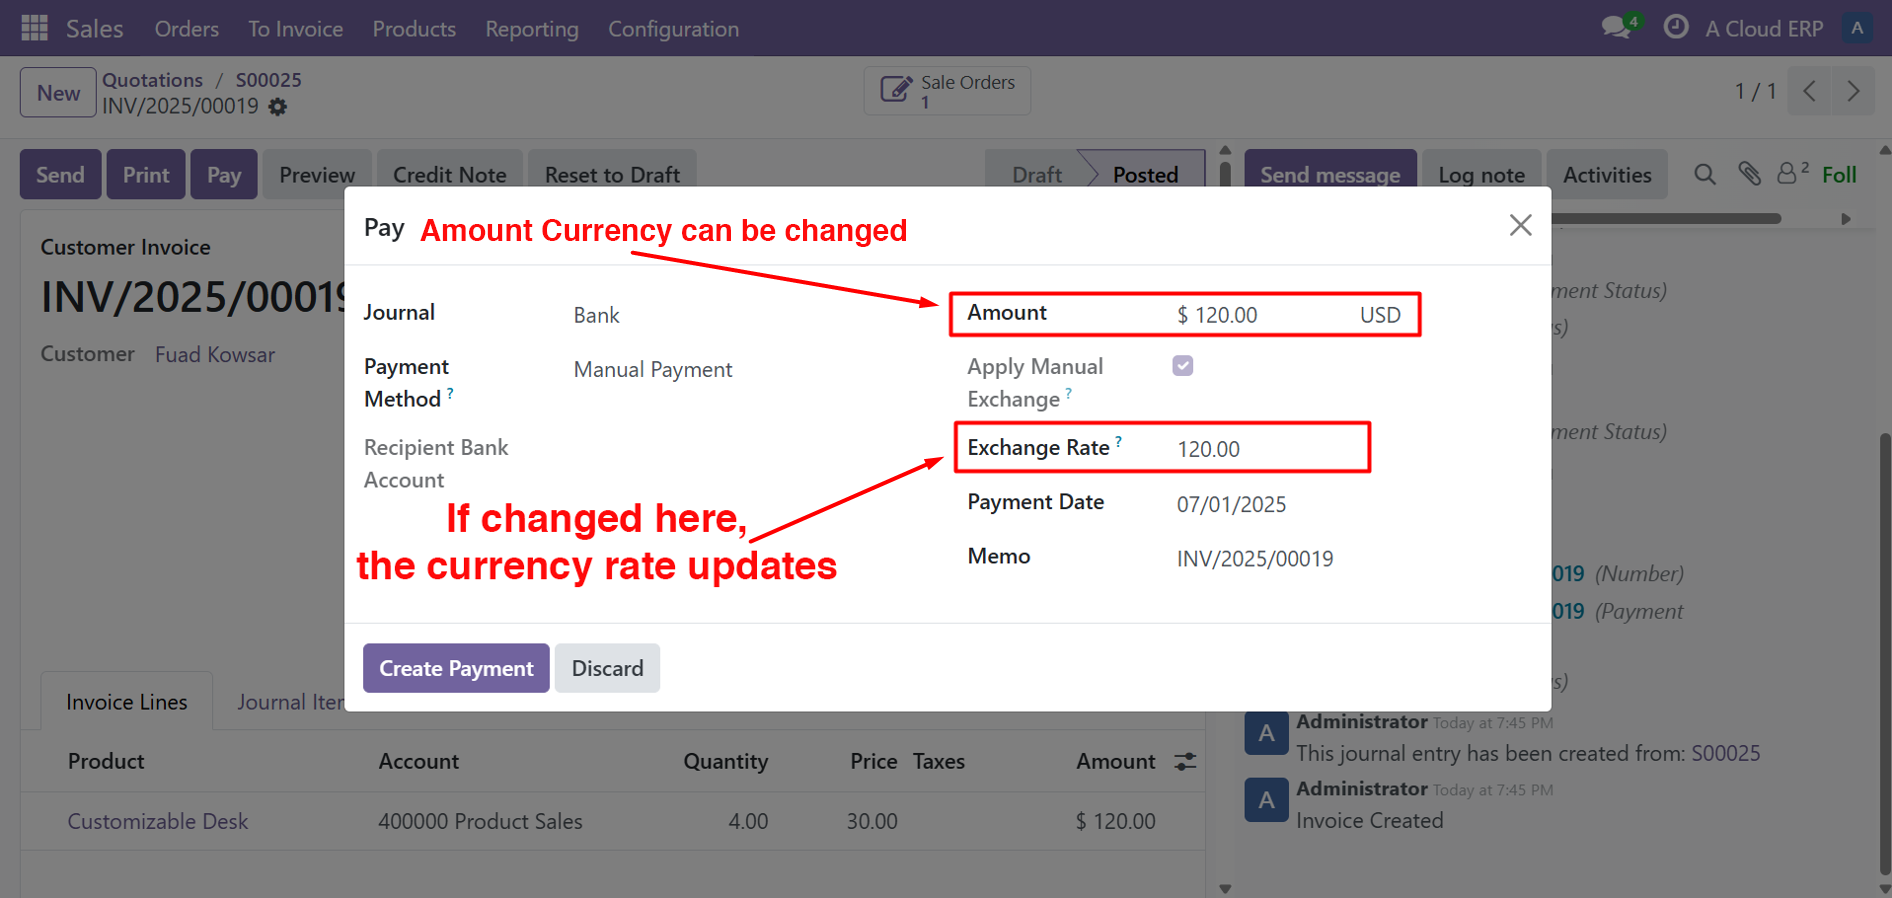 Sales Orders To Invoice Products Reporting Configuration 4 A Cloud ERP A
New Quotations / S00025
INV/2025/00019
Sale Orders
1
1 / 1
Send Print Pay Preview Credit Note Reset to Draft Draft Posted
Send message Log note Activities 2 Foll
Customer Invoice
INV/2025/00019
Customer Fuad Kowsar
Pay Amount Currency can be changed
Journal Bank
Payment Method ? Manual Payment
Recipient Bank
Account
If changed here,
the currency rate updates
Amount $ 120.00 USD
Apply Manual
Exchange ?
Exchange Rate ? 120.00
Payment Date 07/01/2025
Memo INV/2025/00019
Create Payment Discard
ment Status)
s)
ment Status)
019 (Number)
019 (Payment
s)
Invoice Lines Journal Iter
Product Account Quantity Price Taxes Amount
Customizable Desk 400000 Product Sales 4.00 30.00 $ 120.00
A Administrator Today at 7:45 PM
This journal entry has been created from: S00025
A Administrator Today at 7:45 PM
Invoice Created